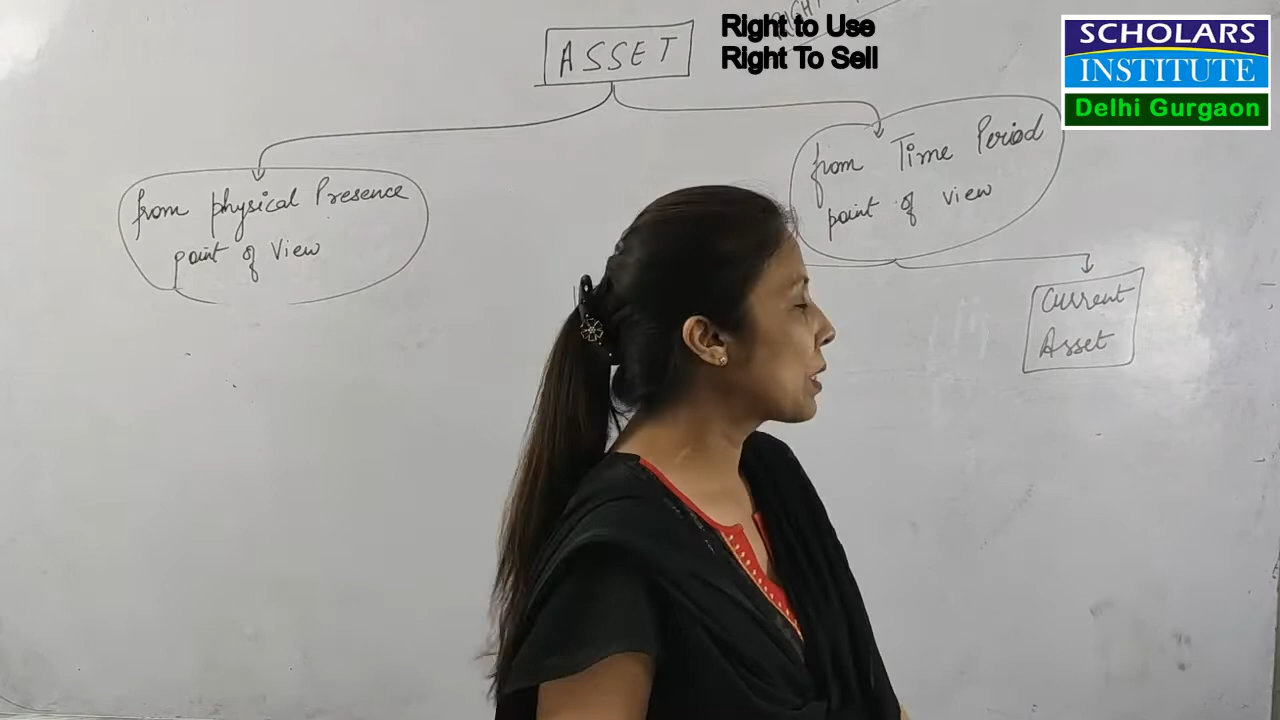 ASSET
Right to Use
Right To Sell
SCHOLARS
INSTITUTE
Delhi Gurgaon
from physical Presence
point of view
from Time Period
point of view
Current
Asset